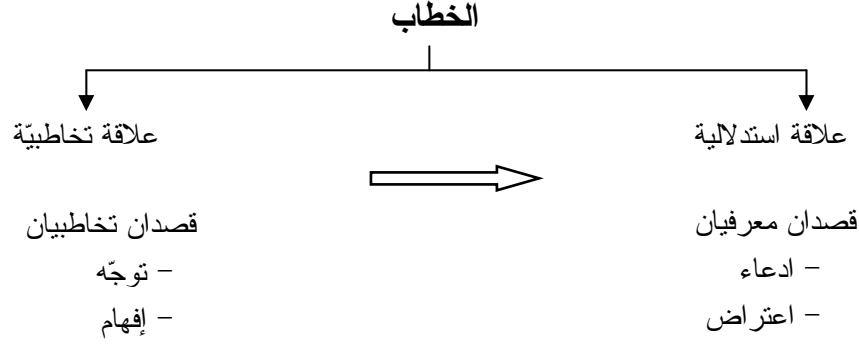 الخطاب
علاقة استدلالية
علاقة تخاطبيّة
قصدان معرفيان
– ادعاء
– اعتراض
قصدان تخاطبيان
– توجّه
– إفهام